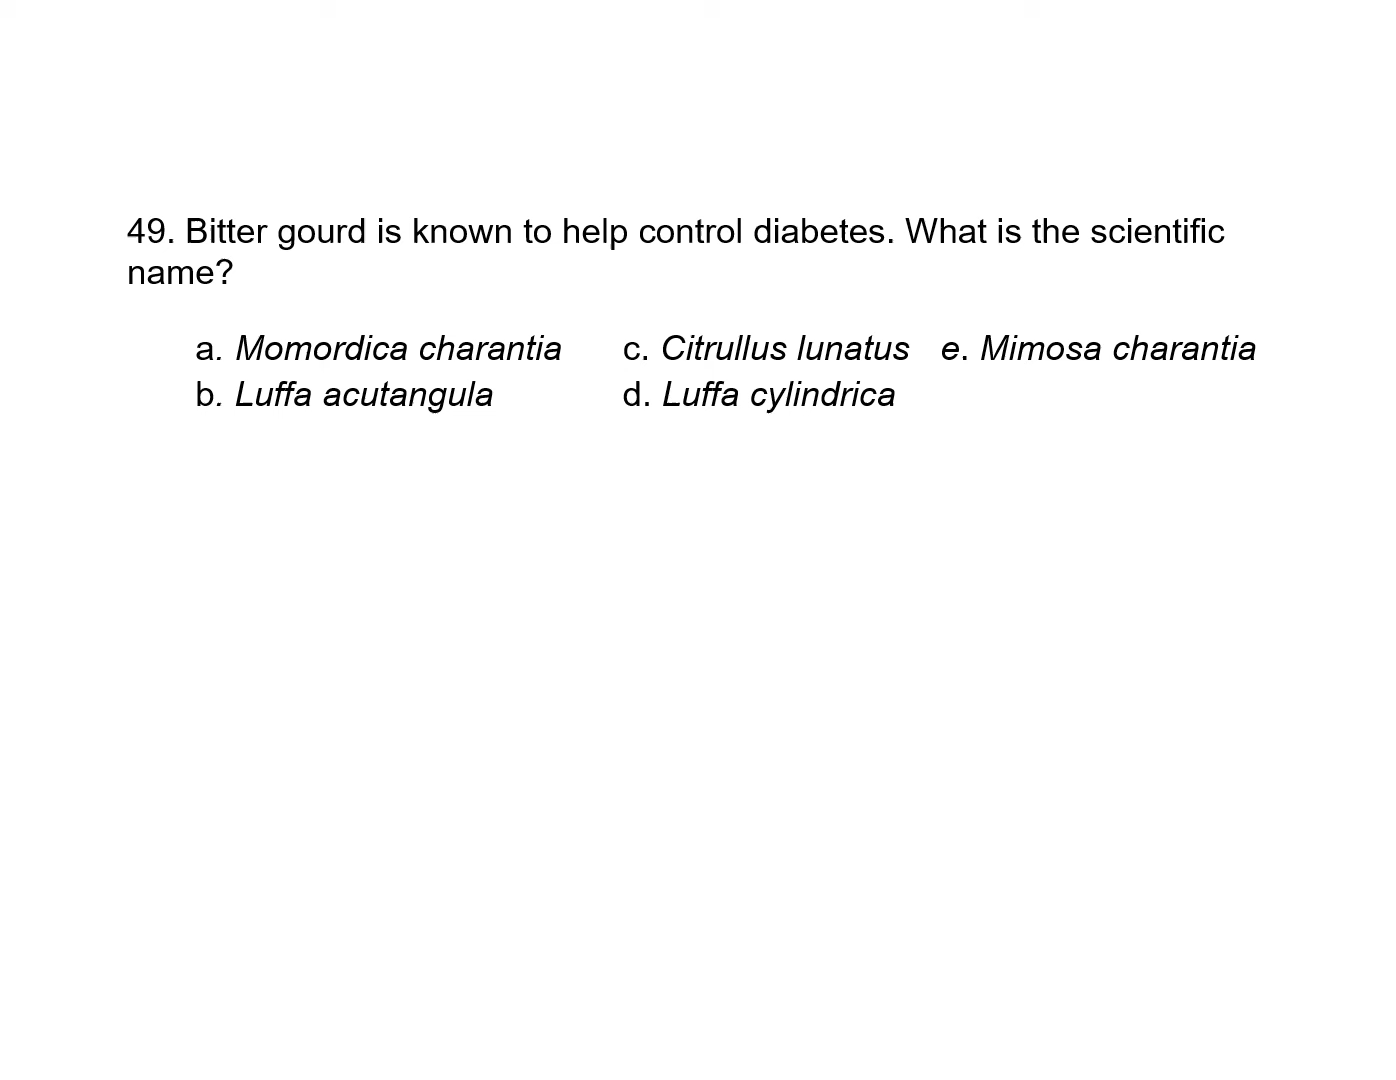 49. Bitter gourd is known to help control diabetes. What is the scientific
name?
a. Momordica charantia c. Citrullus lunatus e. Mimosa charantia
b. Luffa acutangula d. Luffa cylindrica